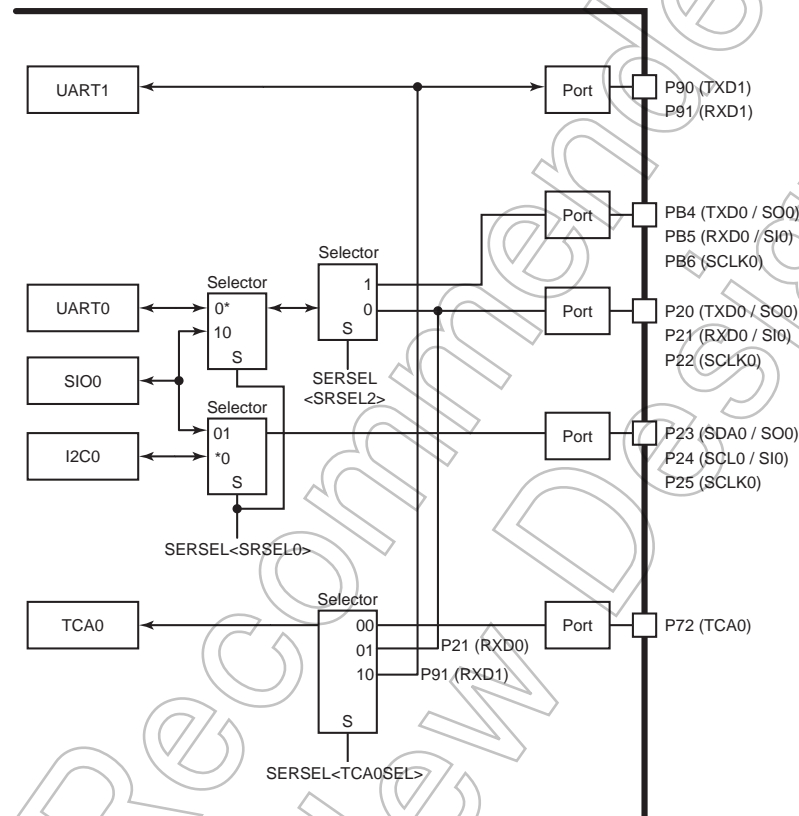 UART1
Port
P90 (TXD1)
P91 (RXD1)
Port
PB4 (TXD0 / SO0)
PB5 (RXD0 / SI0)
PB6 (SCLK0)
Selector
1
0
S
SERSEL
<SRSEL2>
Selector
0*
10
S
UART0
Port
P20 (TXD0 / SO0)
P21 (RXD0 / SI0)
P22 (SCLK0)
SIO0
Selector
01
*0
S
SERSEL<SRSEL0>
I2C0
Port
P23 (SDA0 / SO0)
P24 (SCL0 / SI0)
P25 (SCLK0)
TCA0
Selector
00
01
10
S
P21 (RXD0)
P91 (RXD1)
SERSEL<TCA0SEL>
Port
P72 (TCA0)
Recommended
New Design